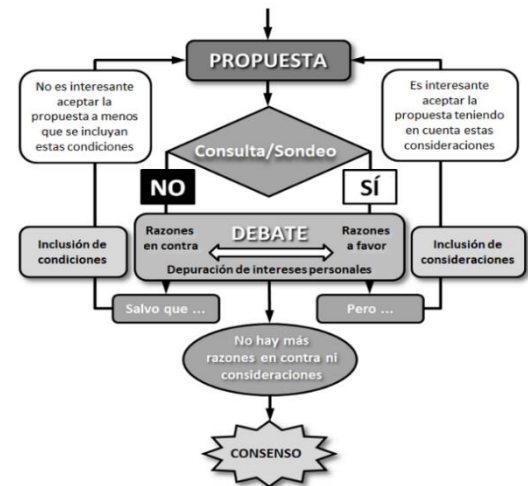 PROPUESTA
No es interesante
aceptar la
propuesta a menos
que se incluyan
estas condiciones
Es interesante
aceptar la
propuesta teniendo
en cuenta estas
consideraciones
Consulta/Sondeo
NO
SÍ
Inclusión de
condiciones
Razones
en contra
DEBATE
Razones
a favor
Depuración de intereses personales
Inclusión de
consideraciones
Salvo que ...
Pero ...
No hay más
razones en contra ni
consideraciones
CONSENSO